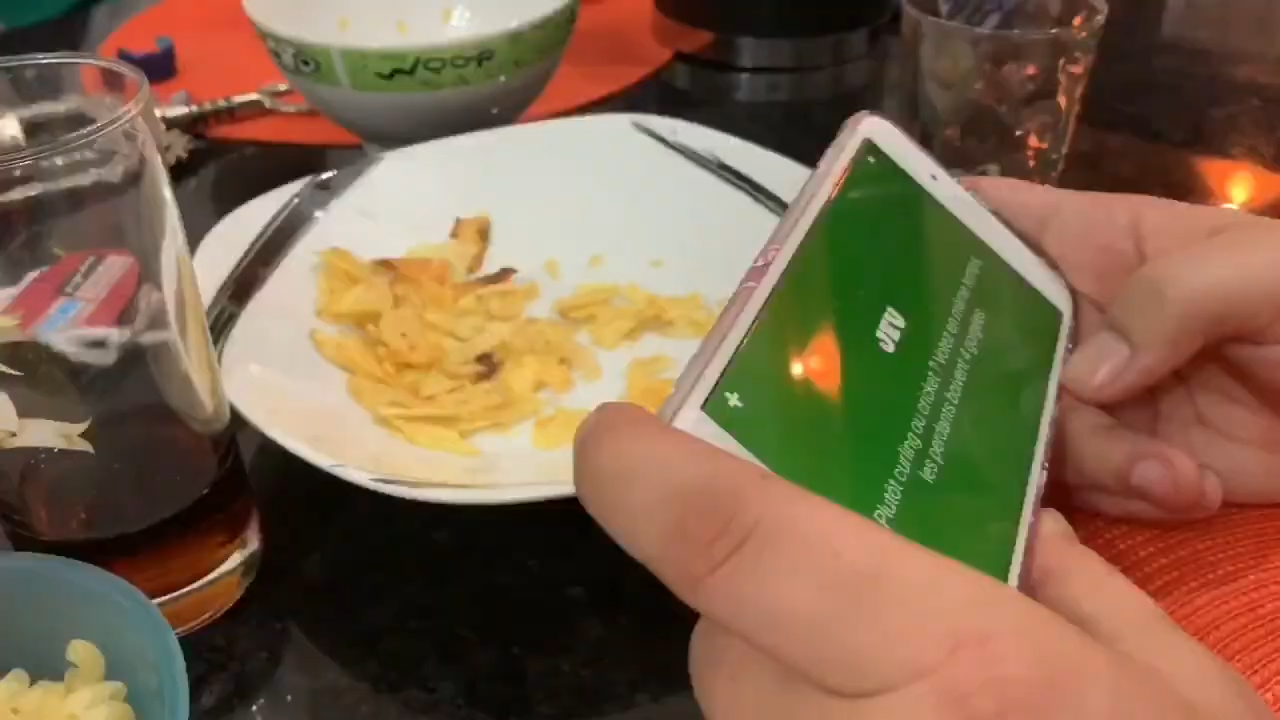 WOOP
JEU
Plutôt curling ou cricket ? Votez en même temps,
les perdants boivent 4 gorgées